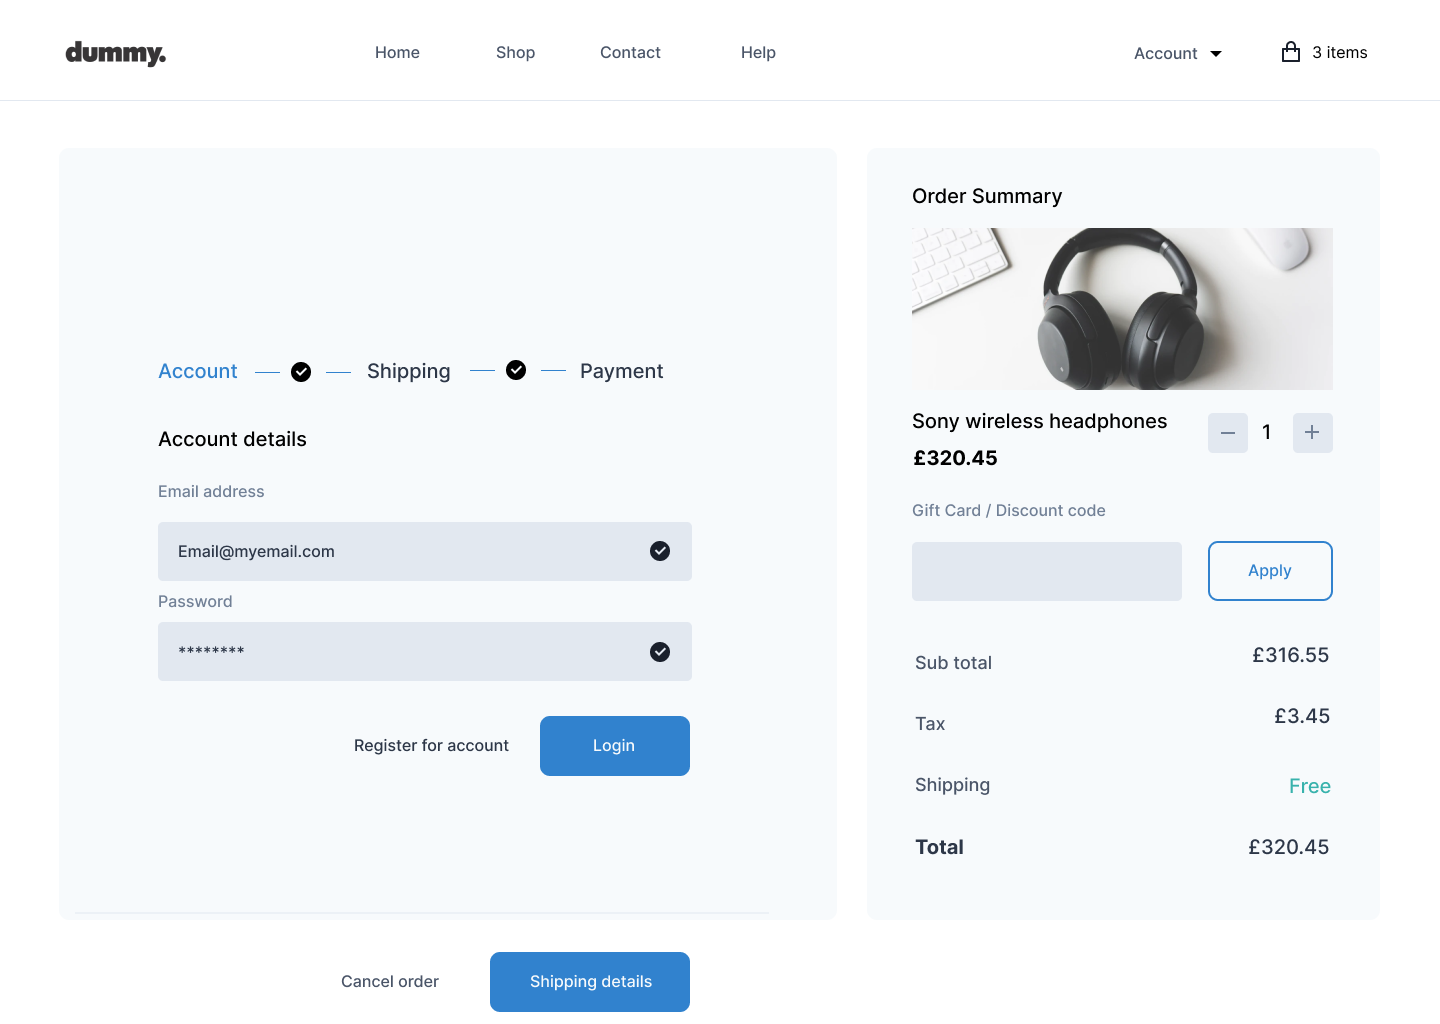 dummy.
Home
Shop
Contact
Help
Account
3 items
Account
Shipping
Payment
Account details
Email address
Email@myemail.com
Password
********
Register for account
Login
Order Summary
Sony wireless headphones
£320.45
1
Gift Card / Discount code
Apply
Sub total
£316.55
Tax
£3.45
Shipping
Free
Total
£320.45
Cancel order
Shipping details